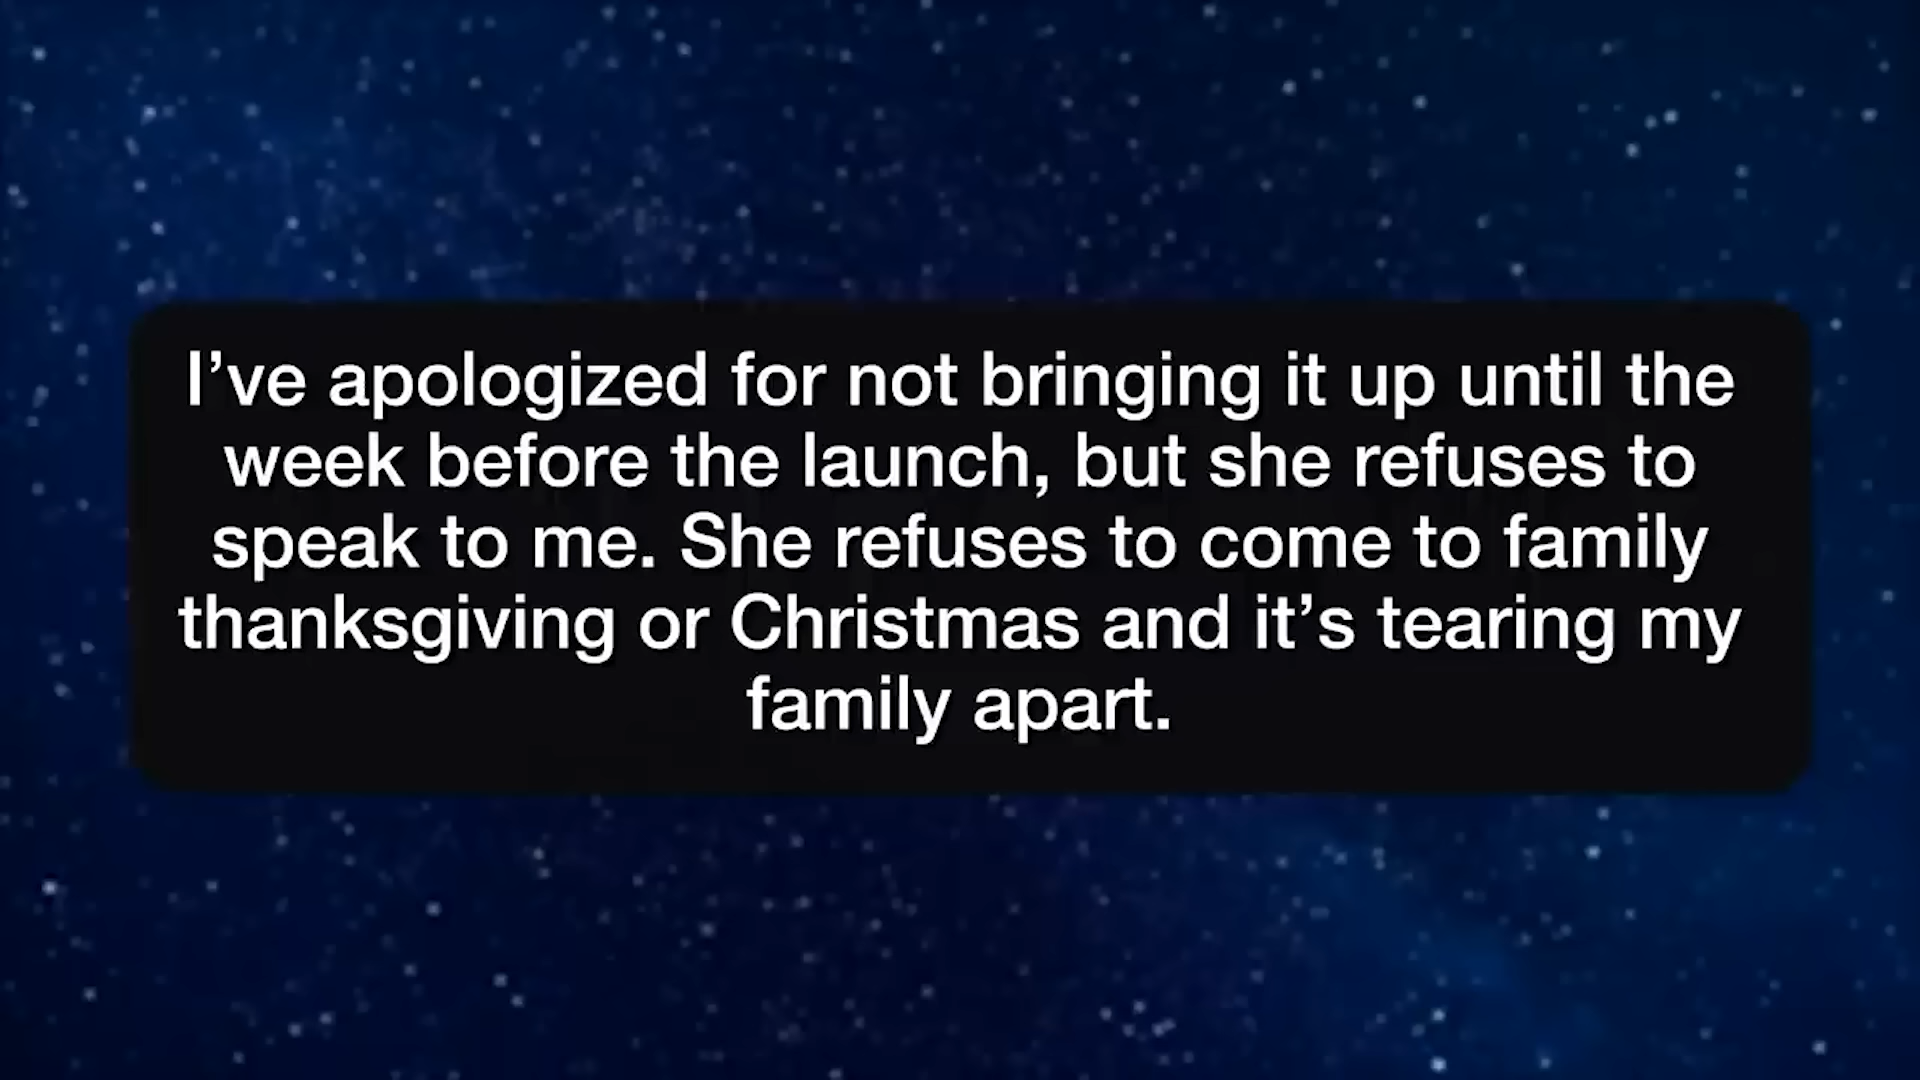 I’ve apologized for not bringing it up until the
week before the launch, but she refuses to
speak to me. She refuses to come to family
thanksgiving or Christmas and it’s tearing my
family apart.